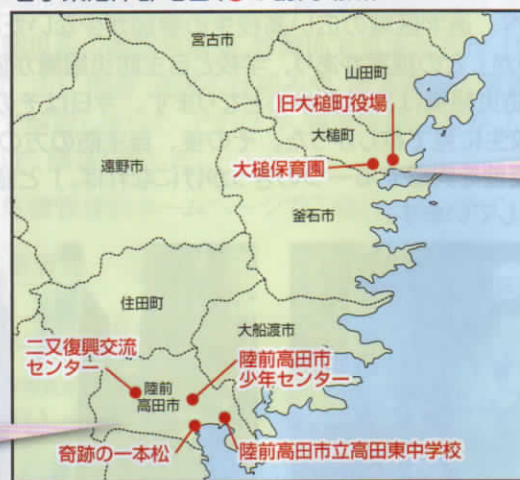 宮古市
山田町
旧大槌町役場
大槌町
大槌保育園
遠野市
釜石市
住田町
大船渡市
二又復興交流
センター
陸前
高田市
陸前高田市
少年センター
奇跡の一本松
陸前高田市立高田東中学校